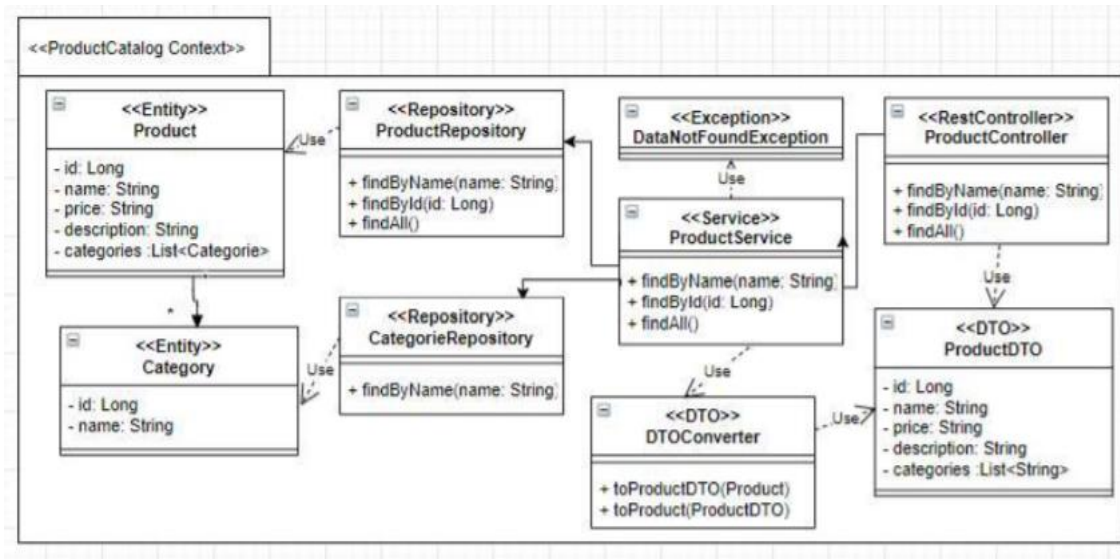 <<ProductCatalog Context>>
<<Entity>>
Product
- id: Long
- name: String
- price: String
- description: String
- categories :List<Categorie>
*
<<Entity>>
Category
- id: Long
- name: String
Use
<<Repository>>
ProductRepository
+ findByName(name: String)
+ findById(id: Long)
+ findAll()
Use
<<Repository>>
CategorieRepository
+ findByName(name: String)
<<Exception>>
DataNotFoundException
Use
<<Service>>
ProductService
+ findByName(name: String)
+ findById(id: Long)
+ findAll()
Use
<<DTO>>
DTOConverter
+ toProductDTO(Product)
+ toProduct(ProductDTO)
Use
<<RestController>>
ProductController
+ findByName(name: String)
+ findById(id: Long)
+ findAll()
Use
<<DTO>>
ProductDTO
- id: Long
- name: String
- price: String
- description: String
- categories :List<String>